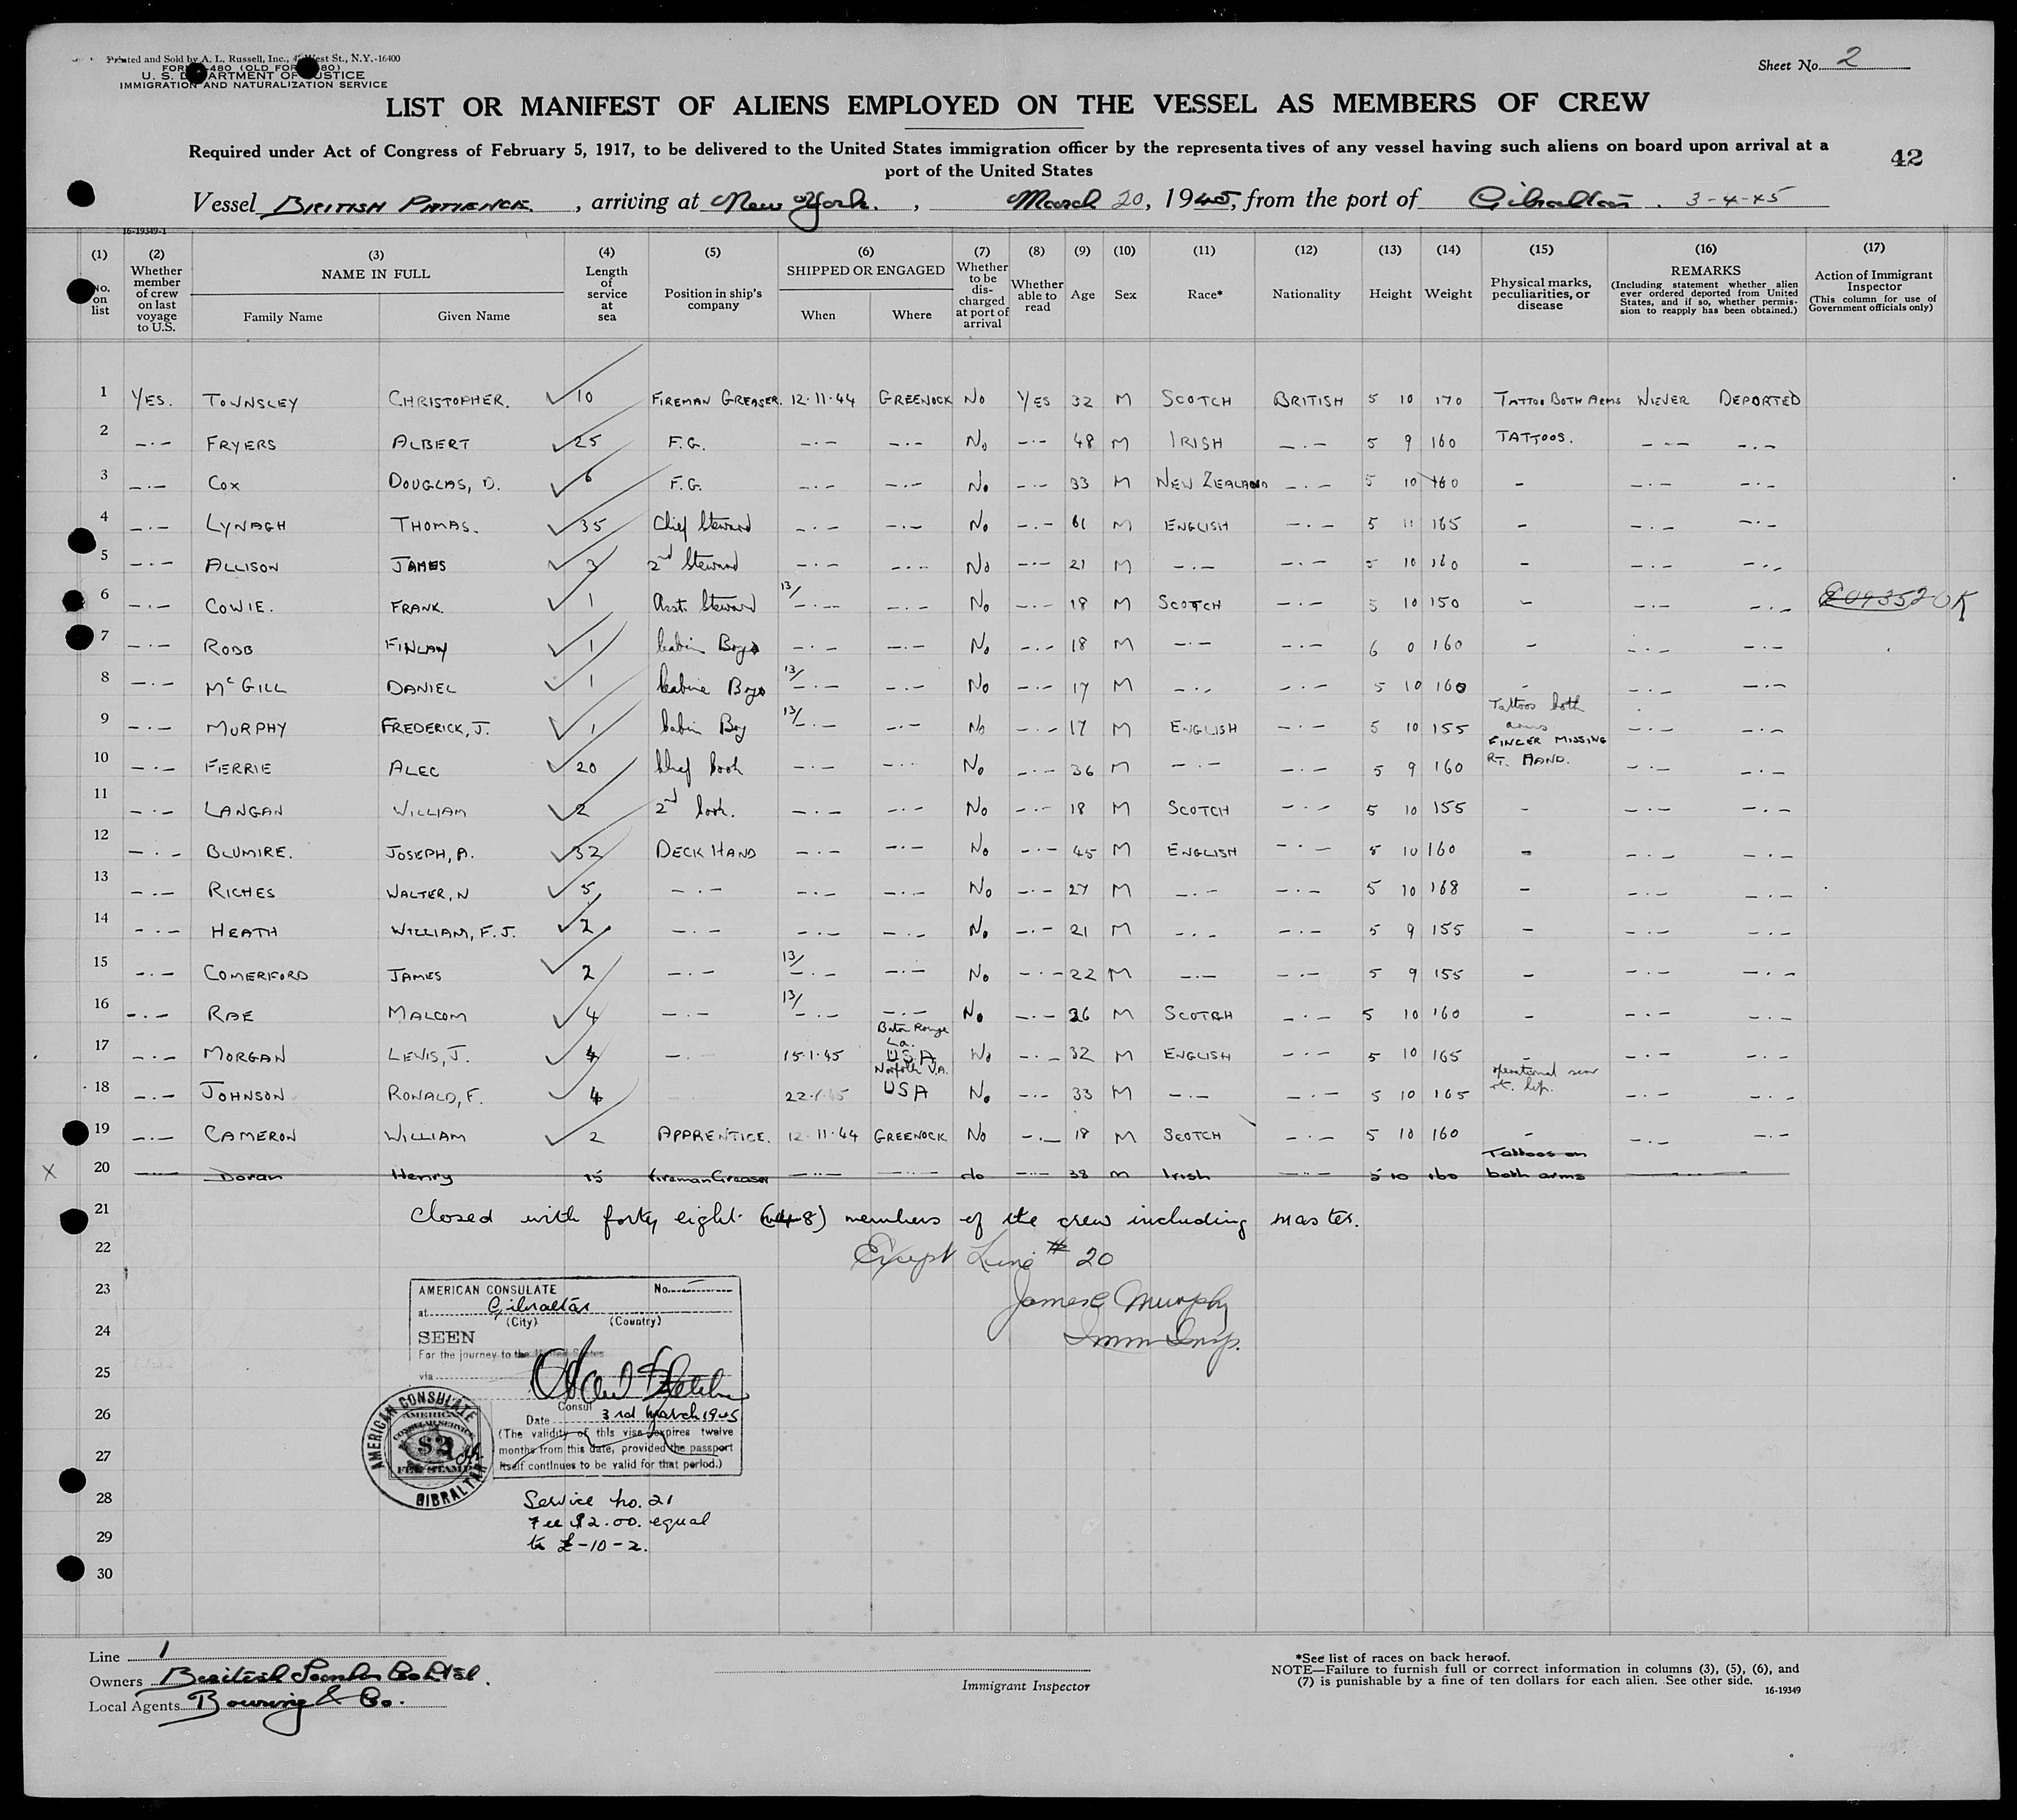 Printed and Sold by A. L. Russell, Inc., West St., N.Y.-16400
Sheet No. 2
U. S. DEPARTMENT OF JUSTICE
IMMIGRATION AND NATURALIZATION SERVICE
LIST OR MANIFEST OF ALIENS EMPLOYED ON THE VESSEL AS MEMBERS OF CREW
Required under Act of Congress of February 5, 1917, to be delivered to the United States immigration officer by the representatives of any vessel having such aliens on board upon arrival at a
port of the United States
42
Vessel BRITISH PATIENCE. , arriving at New York. , March 20, 1945, from the port of Gibraltar. 3-4-45
16-19349-1
(1) No. on list
(2) Whether member of crew on last voyage to U.S.
(3) NAME IN FULL Family Name Given Name
(4) Length of service at sea
(5) Position in ship's company
(6) SHIPPED OR ENGAGED When Where
(7) Whether to be discharged at port of arrival
(8) Whether able to read
(9) Age
(10) Sex
(11) Race*
(12) Nationality
(13) Height
(14) Weight
(15) Physical marks, peculiarities, or disease
(16) REMARKS (Including statement whether alien ever ordered deported from United States, and if so, whether permission to reapply has been obtained.)
(17) Action of Immigrant Inspector (This column for use of Government officials only)
1 YES. TOWNSLEY CHRISTOPHER. 10 FIREMAN GREASER. 12·11·44 GREENOCK No YES 32 M SCOTCH BRITISH 5 10 170 TATTOO BOTH ARMS NIEVER DEPORTED
2 —·— FRYERS ALBERT 25 F.G. —·— —·— No —·— 48 M IRISH —·— 5 9 160 TATTOOS. —·— —·—
3 —·— COX DOUGLAS, D. 6 F.G. —·— —·— No —·— 33 M NEW ZEALAND —·— 5 10 160 - —·— —·—
4 —·— LYNAGH THOMAS. 35 Chief Steward —·— —·— No —·— 61 M ENGLISH —·— 5 11 165 - —·— —·—
5 —·— ALLISON JAMES 3 2nd Steward —·— —·— No —·— 21 M —·— —·— 5 10 160 - —·— —·—
6 —·— COWIE. FRANK. 1 Asst. Steward 13/ —·— —·— No —·— 18 M SCOTCH —·— 5 10 150 - —·— —·— OK
7 —·— ROBB FINLAY 1 Cabin Boy —·— —·— No —·— 18 M —·— —·— 6 0 160 - —·— —·—
8 —·— McGILL DANIEL 1 Cabin Boy 13/ —·— —·— No —·— 17 M —·— —·— 5 10 160 - —·— —·—
9 —·— MURPHY FREDERICK, J. 1 Cabin Boy 13/ —·— —·— No —·— 17 M ENGLISH —·— 5 10 155 Tattoos both arms —·— —·—
10 —·— FERRIE ALEC 20 Chief Cook —·— —·— No —·— 36 M —·— —·— 5 9 160 FINGER MISSING RT. HAND. —·— —·—
11 —·— LANGAN WILLIAM 2 2nd Cook. —·— —·— No —·— 18 M SCOTCH —·— 5 10 155 - —·— —·—
12 —·— BLUMIRE. JOSEPH, A. 32 DECK HAND —·— —·— No —·— 45 M ENGLISH —·— 5 10 160 - —·— —·—
13 —·— RICHES WALTER, N 5 —·— —·— —·— No —·— 27 M —·— —·— 5 10 168 - —·— —·—
14 —·— HEATH WILLIAM, F. J. 2 —·— —·— —·— No —·— 21 M —·— —·— 5 9 155 - —·— —·—
15 —·— COMERFORD JAMES 2 —·— 13/ —·— —·— No —·— 22 M —·— —·— 5 9 155 - —·— —·—
16 —·— RAE MALCOM 4 —·— 13/ —·— —·— No —·— 26 M SCOTCH —·— 5 10 160 - —·— —·—
17 —·— MORGAN LEWIS, J. 4 —·— 15·1·45 Baton Rouge La. USA No —·— 32 M ENGLISH —·— 5 10 165 - —·— —·—
18 —·— JOHNSON RONALD, F. 4 22·1·45 Norfolk V.A. USA No —·— 33 M —·— —·— 5 10 165 operational scar rt. hip. —·— —·—
19 —·— CAMERON WILLIAM 2 APPRENTICE. 12·11·44 GREENOCK No —·— 18 M SCOTCH —·— 5 10 160 - —·— —·—
X 20 —·— Doran Henry 15 Fireman Greaser —··— —··— do —··— 38 m Irish —··— 5 10 160 Tattoos on both arms
21 Closed with forty eight (48) members of the crew including master.
22 Except Line # 20
23 James Murphy
24 Imm Insp.
25
26
27
28
29
30
AMERICAN CONSULATE No.
at Gibraltar
(City) (Country)
SEEN
For the journey to the United States
via
Consul
Date 3rd March 1945
(The validity of this visa expires twelve
months from this date, provided the passport
itself continues to be valid for that period.)
AMERICAN CONSULATE
GIBRALTAR
AMERICAN
CONSULAR SERVICE
$2
FEE STAMP
Service no. 21
Fee $2.00. equal
to £-10-2.
Line 1
Owners British Tanker Co Ltd.
Local Agents Bowring & Co.
Immigrant Inspector
*See list of races on back hereof.
NOTE—Failure to furnish full or correct information in columns (3), (5), (6), and
(7) is punishable by a fine of ten dollars for each alien. See other side.
16-19349